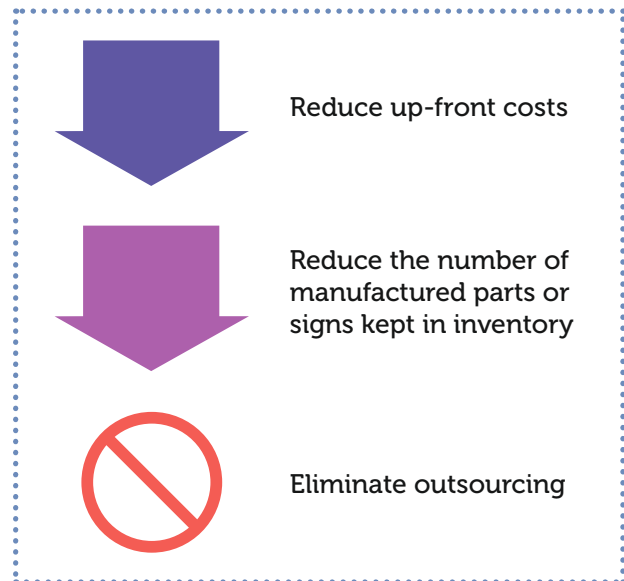 Reduce up-front costs
Reduce the number of
manufactured parts or
signs kept in inventory
Eliminate outsourcing